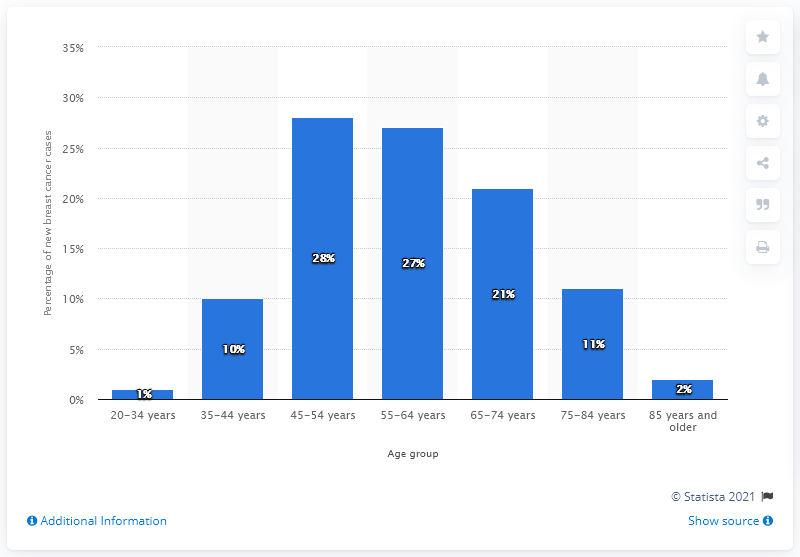 35%
30%
25%
20%
15%
10%
5%
0%
Percentage of new breast cancer cases
1%
10%
28%
27%
21%
11%
2%
20–34 years
35–44 years
45–54 years
55–64 years
65–74 years
75–84 years
85 years and
older
Age group
© Statista 2021
Additional Information
Show source